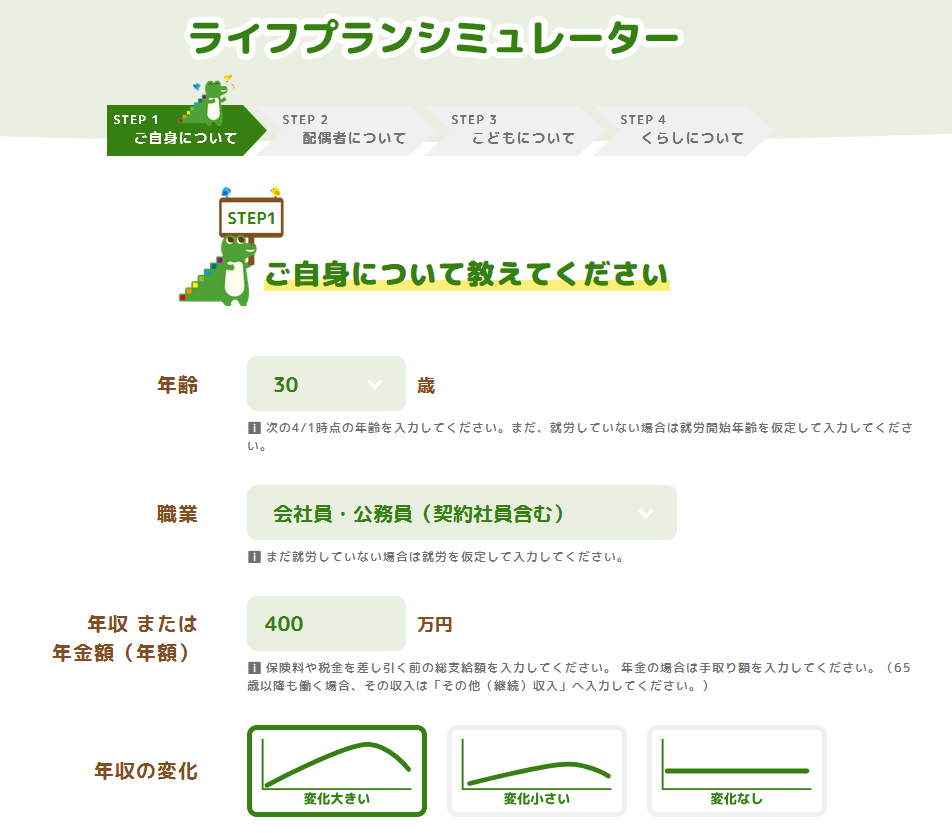 ライフプランシミュレーター
STEP 1
ご自身について
STEP 2
配偶者について
STEP 3
こどもについて
STEP 4
くらしについて
STEP1
ご自身について教えてください
年齢
30
歳
i 次の4/1時点の年齢を入力してください。まだ、就労していない場合は就労開始年齢を仮定して入力してくださ
い。
職業
会社員・公務員（契約社員含む）
i まだ就労していない場合は就労を仮定して入力してください。
年収 または
年金額（年額）
400
万円
i 保険料や税金を差し引く前の総支給額を入力してください。 年金の場合は手取り額を入力してください。（65
歳以降も働く場合、その収入は「その他（継続）収入」へ入力してください。）
年収の変化
変化大きい
変化小さい
変化なし